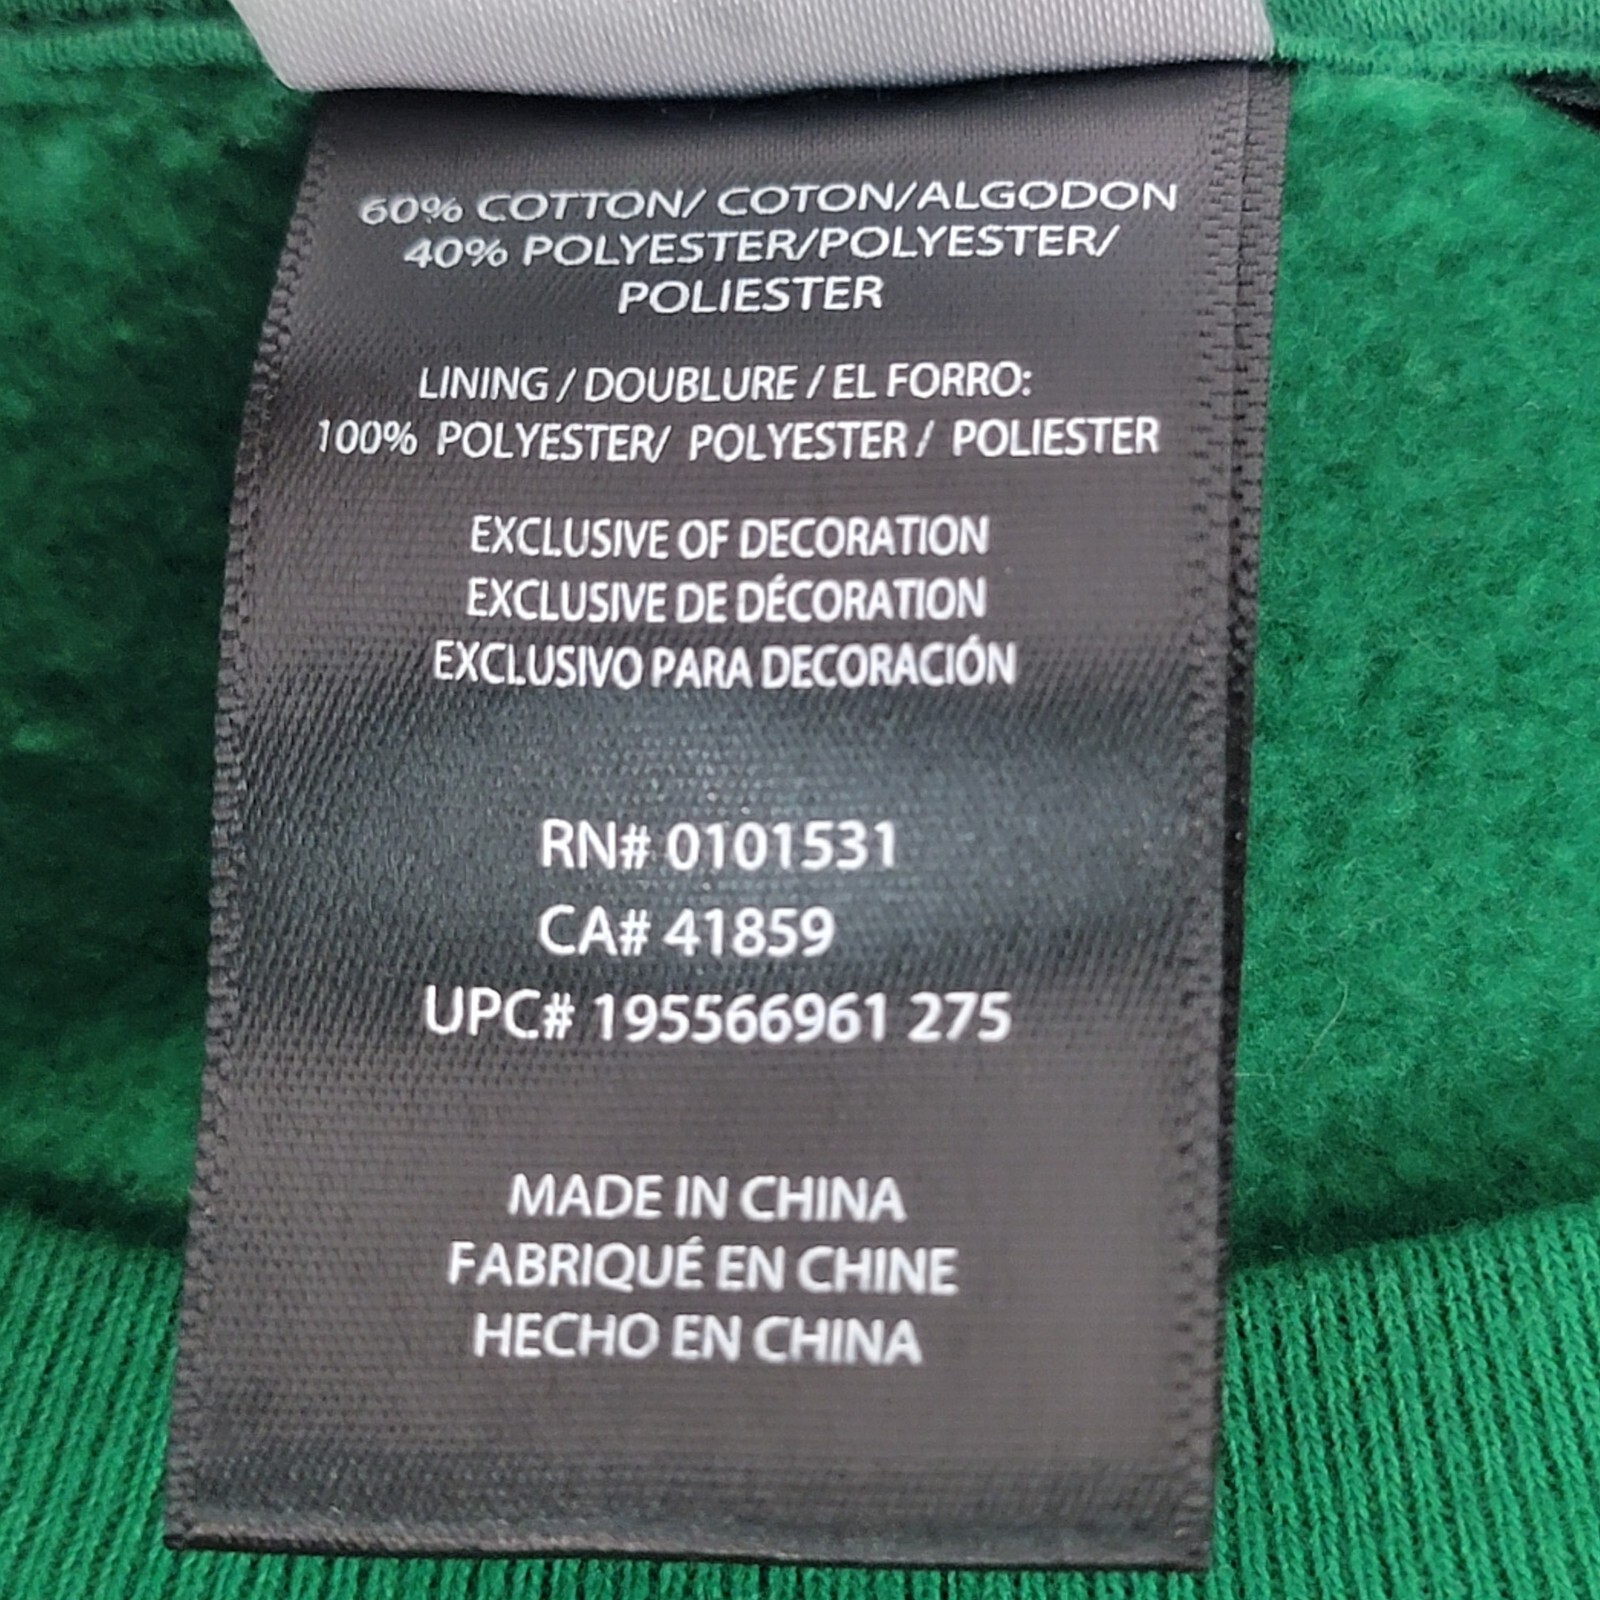 60% COTTON/ COTON/ALGODON
40% POLYESTER/POLYESTER/
POLIESTER
LINING / DOUBLURE / EL FORRO:
100% POLYESTER/ POLYESTER / POLIESTER
EXCLUSIVE OF DECORATION
EXCLUSIVE DE DÉCORATION
EXCLUSIVO PARA DECORACIÓN
RN# 0101531
CA# 41859
UPC# 195566961 275
MADE IN CHINA
FABRIQUÉ EN CHINE
HECHO EN CHINA